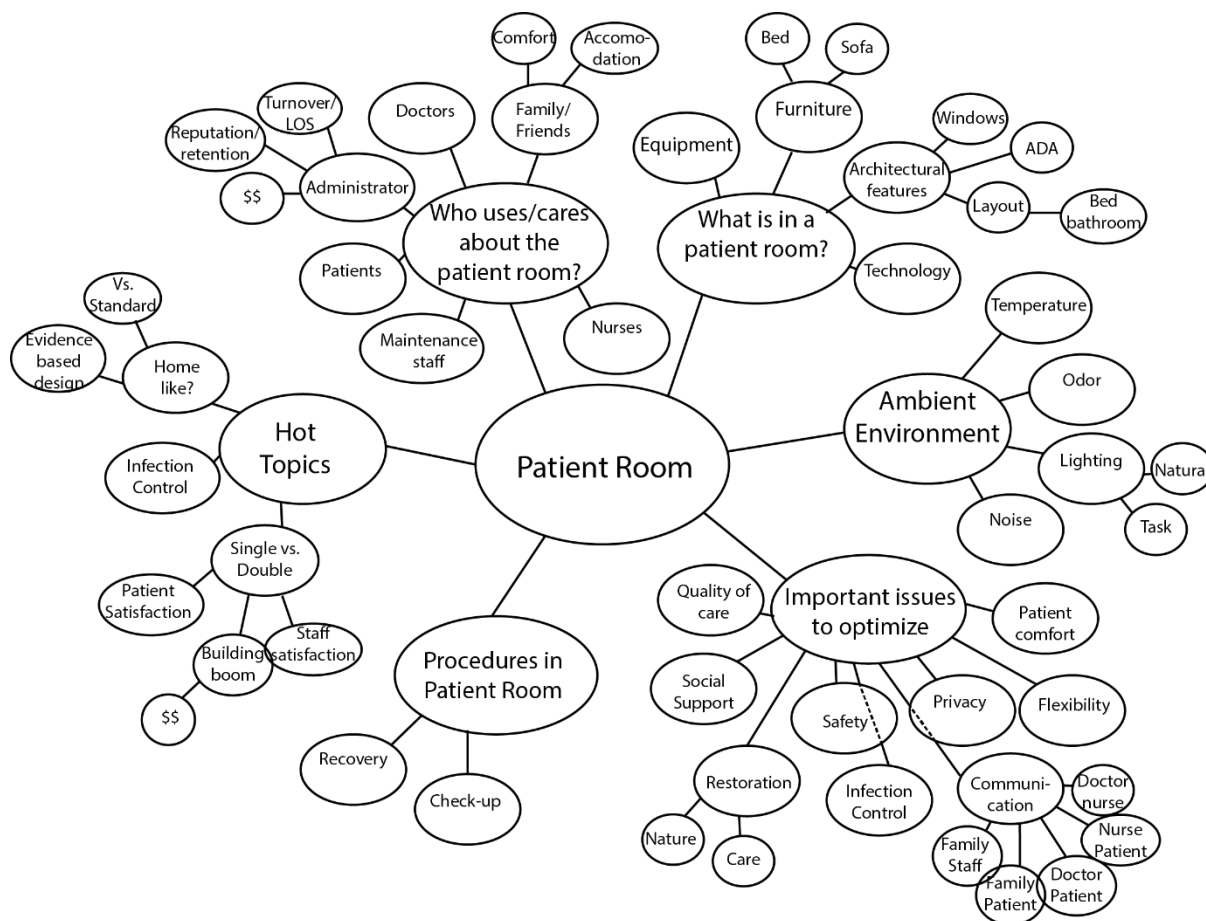 Comfort
Accomo-
dation
Family/
Friends
Doctors
Turnover/
LOS
Reputation/
retention
$$
Administrator
Who uses/cares
about the
patient room?
Patients
Maintenance
staff
Nurses
Bed
Sofa
Furniture
Equipment
Windows
ADA
Architectural
features
Layout
Bed
bathroom
What is in a
patient room?
Technology
Vs.
Standard
Evidence
based
design
Home
like?
Hot
Topics
Infection
Control
Single vs.
Double
Patient
Satisfaction
Staff
satisfaction
Building
boom
$$
Patient Room
Temperature
Odor
Ambient
Environment
Lighting
Natural
Task
Noise
Procedures in
Patient Room
Recovery
Check-up
Important issues
to optimize
Quality of
care
Patient
comfort
Social
Support
Safety
Privacy
Flexibility
Restoration
Nature
Care
Infection
Control
Communi-
cation
Doctor
nurse
Nurse
Patient
Family
Staff
Family
Patient
Doctor
Patient